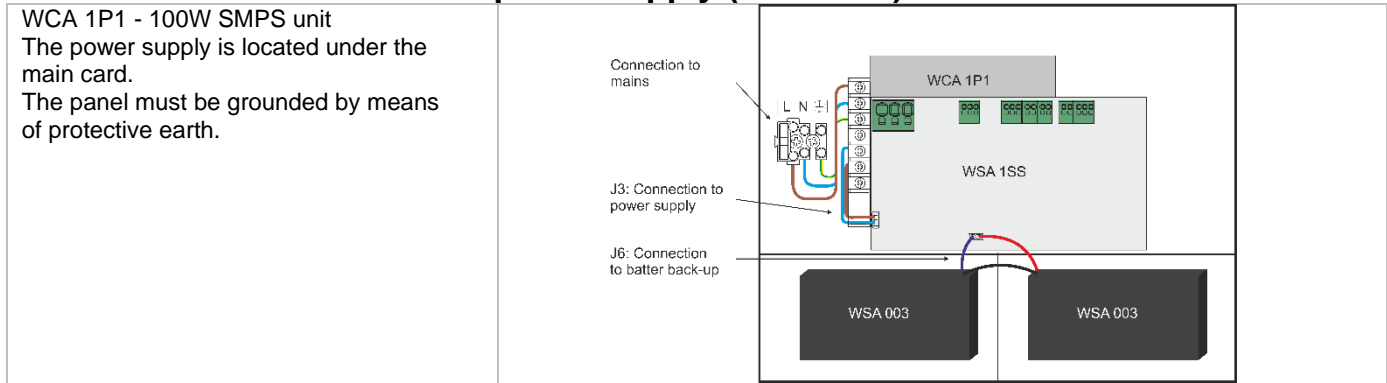 WCA 1P1 - 100W SMPS unit
The power supply is located under the
main card.
The panel must be grounded by means
of protective earth.
Connection to
mains
L N
WCA 1P1
WSA 1SS
J3: Connection to
power supply
J6: Connection
to batter back-up
WSA 003
WSA 003